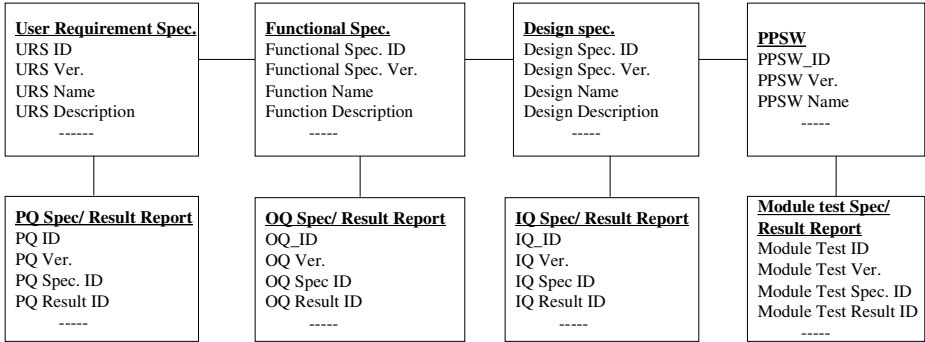 User Requirement Spec.
URS ID
URS Ver.
URS Name
URS Description
------
Functional Spec.
Functional Spec. ID
Functional Spec. Ver.
Function Name
Function Description
-----
Design spec.
Design Spec. ID
Design Spec. Ver.
Design Name
Design Description
-----
PPSW
PPSW_ID
PPSW Ver.
PPSW Name
-----
PQ Spec/ Result Report
PQ ID
PQ Ver.
PQ Spec. ID
PQ Result ID
-----
OQ Spec/ Result Report
OQ_ID
OQ Ver.
OQ Spec ID
OQ Result ID
-----
IQ Spec/ Result Report
IQ_ID
IQ Ver.
IQ Spec ID
IQ Result ID
-----
Module test Spec/
Result Report
Module Test ID
Module Test Ver.
Module Test Spec. ID
Module Test Result ID
-----